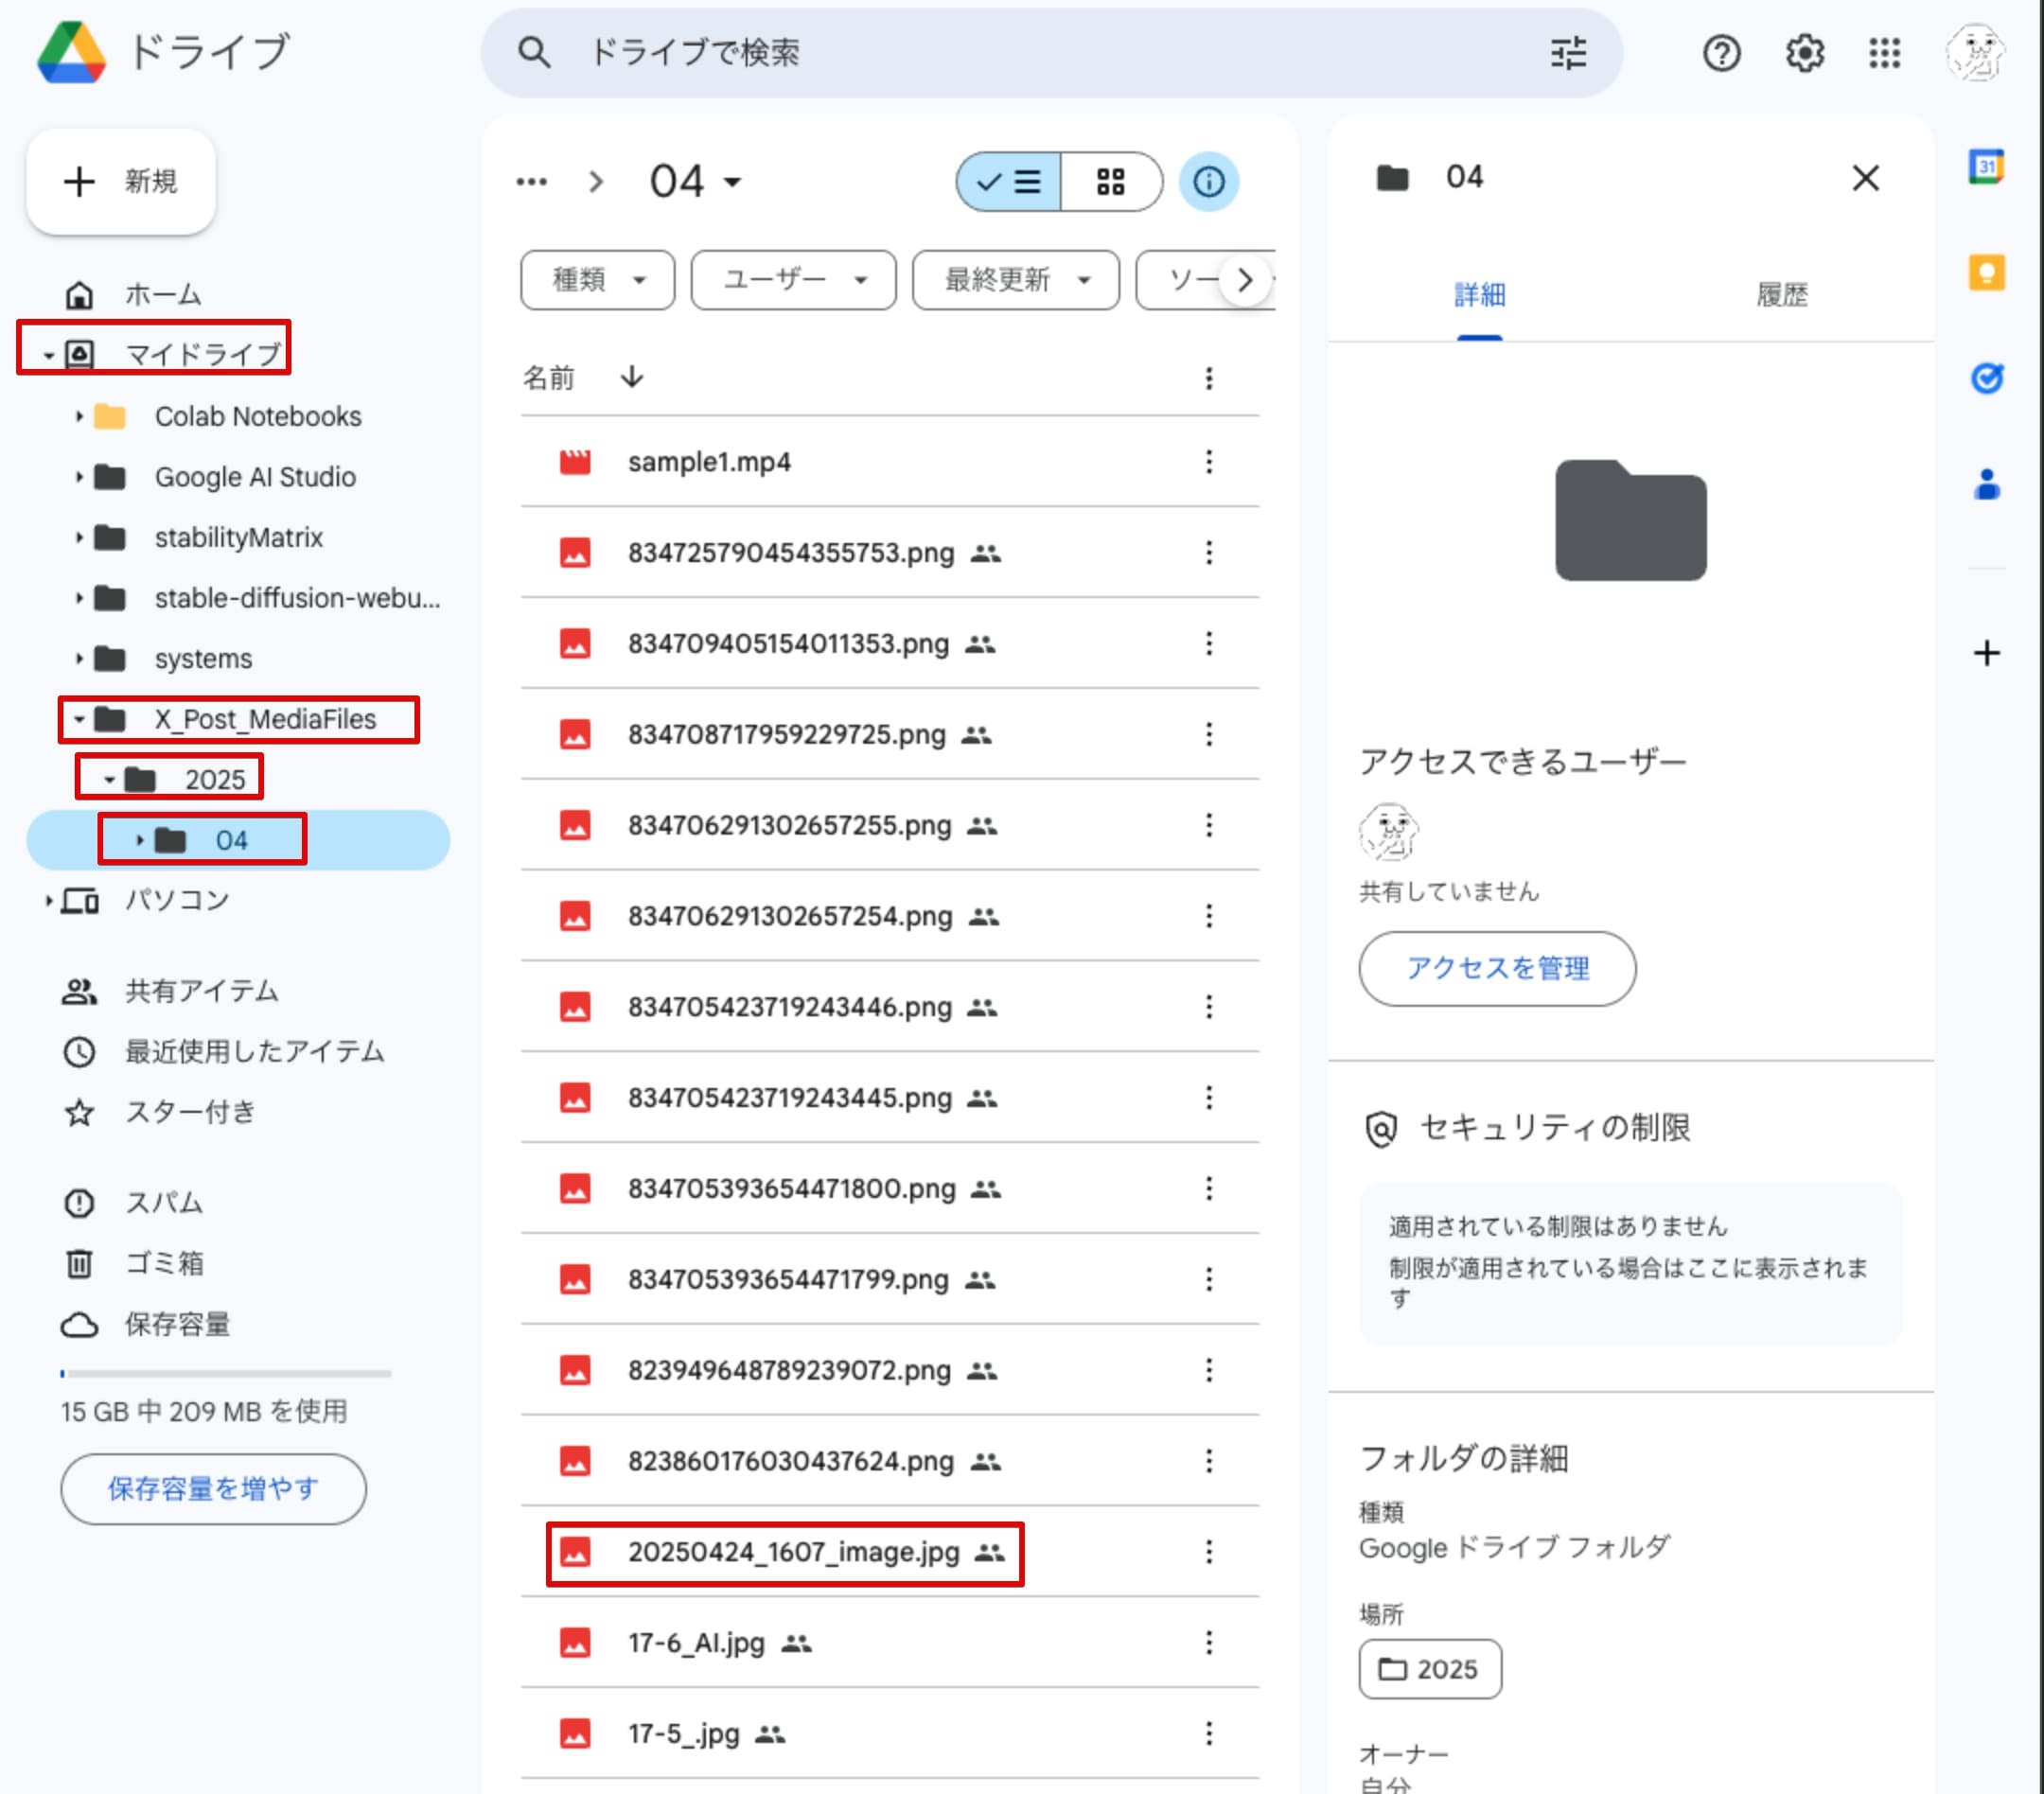 ドライブ
ドライブで検索
新規
ホーム
マイドライブ
Colab Notebooks
Google AI Studio
stabilityMatrix
stable-diffusion-webu...
systems
X_Post_MediaFiles
2025
04
パソコン
共有アイテム
最近使用したアイテム
スター付き
スパム
ゴミ箱
保存容量
15 GB 中 209 MB を使用
保存容量を増やす
04
種類
ユーザー
最終更新
ソー
名前
sample1.mp4
834725790454355753.png
834709405154011353.png
834708717959229725.png
834706291302657255.png
834706291302657254.png
834705423719243446.png
834705423719243445.png
834705393654471800.png
834705393654471799.png
823949648789239072.png
823860176030437624.png
20250424_1607_image.jpg
17-6_AI.jpg
17-5_.jpg
04
詳細
履歴
アクセスできるユーザー
共有していません
アクセスを管理
セキュリティの制限
適用されている制限はありません
制限が適用されている場合はここに表示されま
す
フォルダの詳細
種類
Google ドライブ フォルダ
場所
2025
オーナー
自分
31